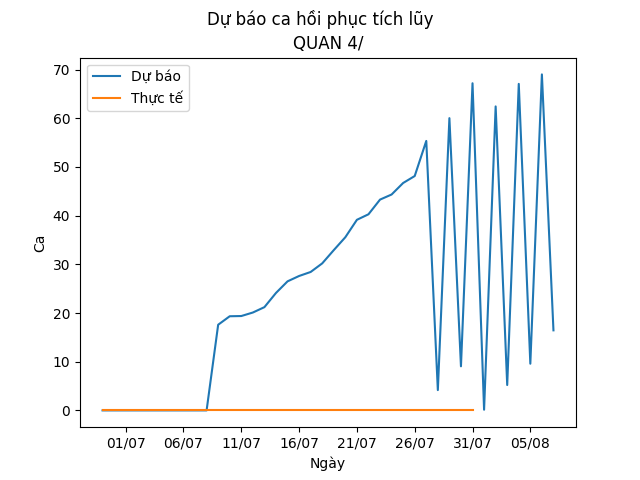 Dự báo ca hồi phục tích lũy
QUAN 4/
Dự báo
Thực tế
70
60
50
40
30
20
10
0
Ca
01/07 06/07 11/07 16/07 21/07 26/07 31/07 05/08
Ngày